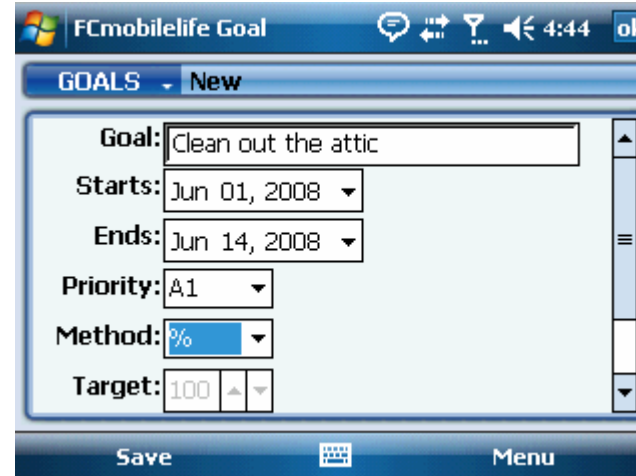 FCmobilelife Goal 4:44 ok
GOALS New
Goal: Clean out the attic
Starts: Jun 01, 2008
Ends: Jun 14, 2008
Priority: A1
Method: %
Target: 100
Save Menu